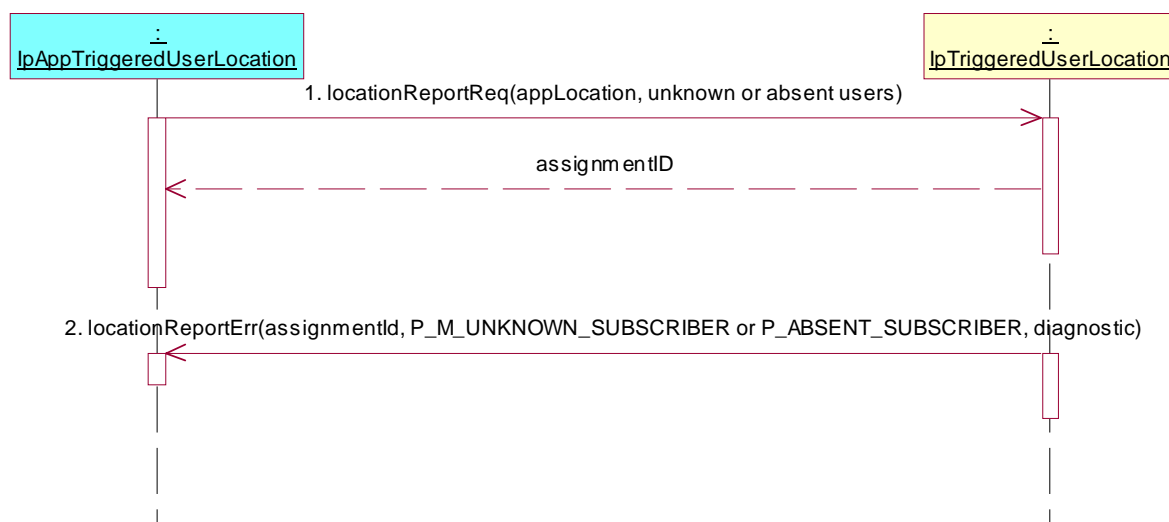 :
IpAppTriggeredUserLocation
:
IpTriggeredUserLocation
1. locationReportReq(appLocation, unknown or absent users)
assignmentID
2. locationReportErr(assignmentId, P_M_UNKNOWN_SUBSCRIBER or P_ABSENT_SUBSCRIBER, diagnostic)